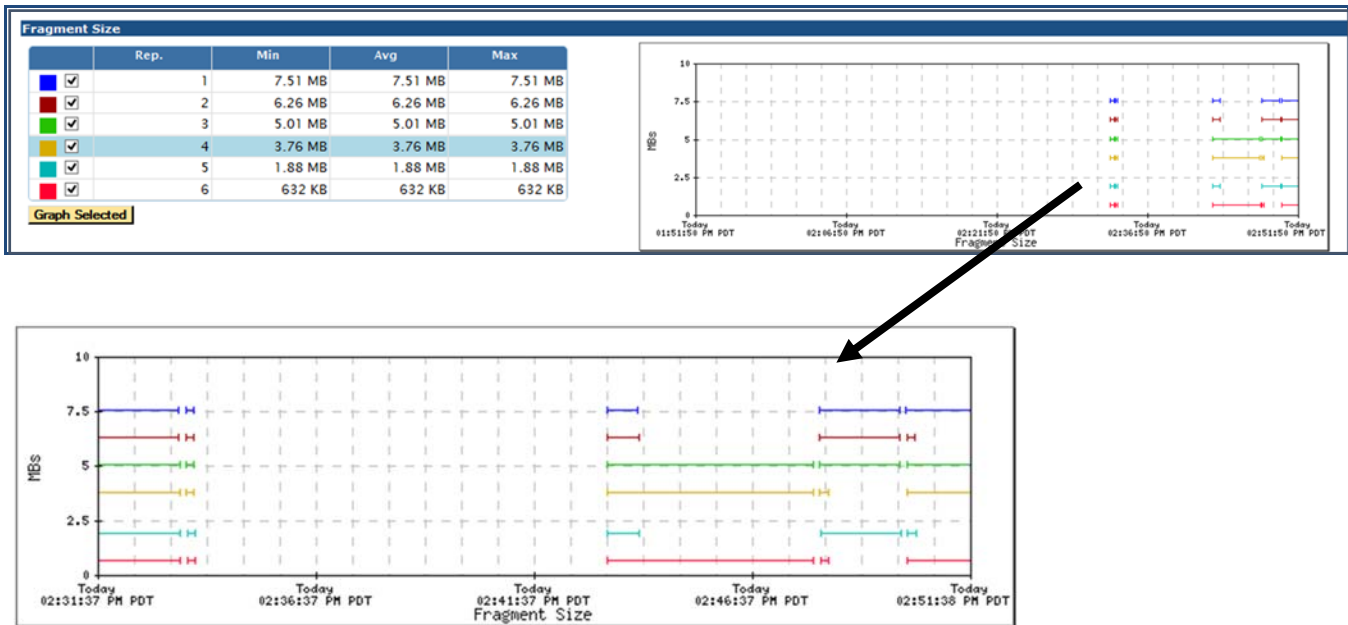 Fragment Size
Rep. Min Avg Max
1 7.51 MB 7.51 MB 7.51 MB
2 6.26 MB 6.26 MB 6.26 MB
3 5.01 MB 5.01 MB 5.01 MB
4 3.76 MB 3.76 MB 3.76 MB
5 1.88 MB 1.88 MB 1.88 MB
6 632 KB 632 KB 632 KB
Graph Selected
10
7.5
5
2.5
0
MBs
Today Today Today Today Today
01:51:50 PM PDT 02:06:50 PM PDT 02:21:50 PM PDT 02:36:50 PM PDT 02:51:50 PM PDT
Fragment Size
10
7.5
5
2.5
0
MBs
Today Today Today Today Today
02:31:37 PM PDT 02:36:37 PM PDT 02:41:37 PM PDT 02:46:37 PM PDT 02:51:38 PM PDT
Fragment Size